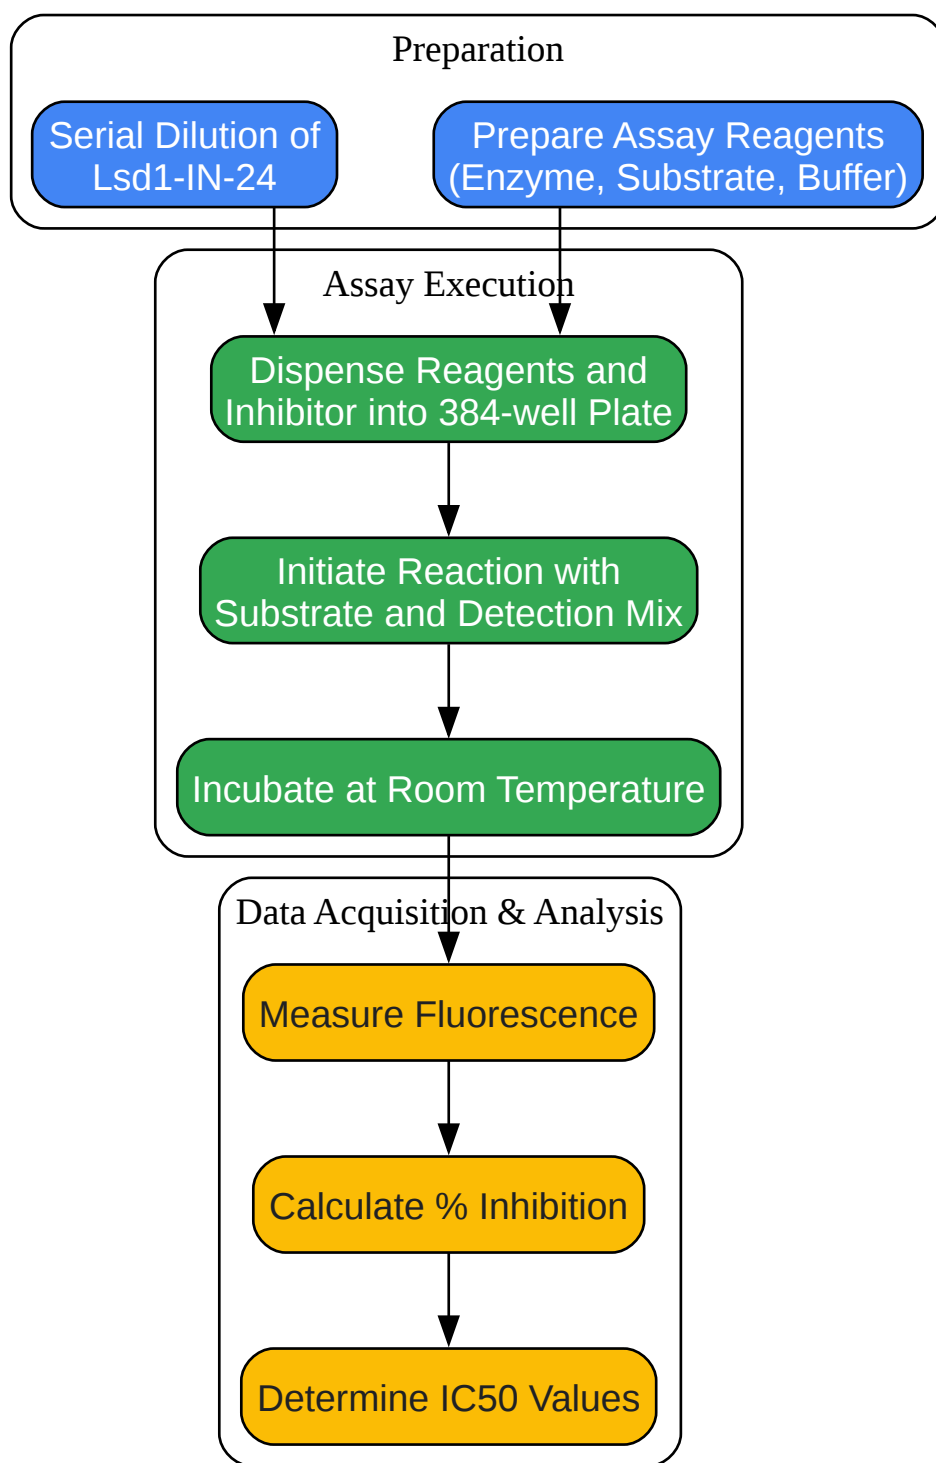 Preparation
Serial Dilution of
Lsd1-IN-24
Prepare Assay Reagents
(Enzyme, Substrate, Buffer)
Assay Execution
Dispense Reagents and
Inhibitor into 384-well Plate
Initiate Reaction with
Substrate and Detection Mix
Incubate at Room Temperature
Data Acquisition & Analysis
Measure Fluorescence
Calculate % Inhibition
Determine IC50 Values